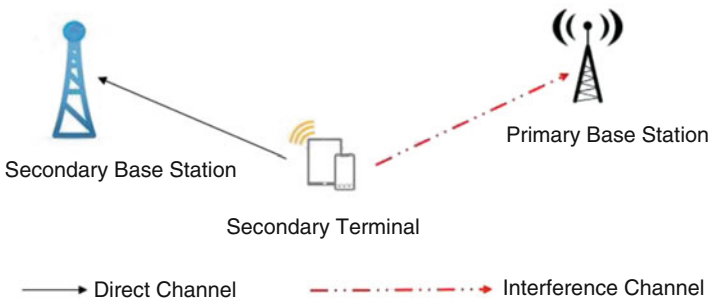 Primary Base Station
Secondary Base Station
Secondary Terminal
Direct Channel
Interference Channel